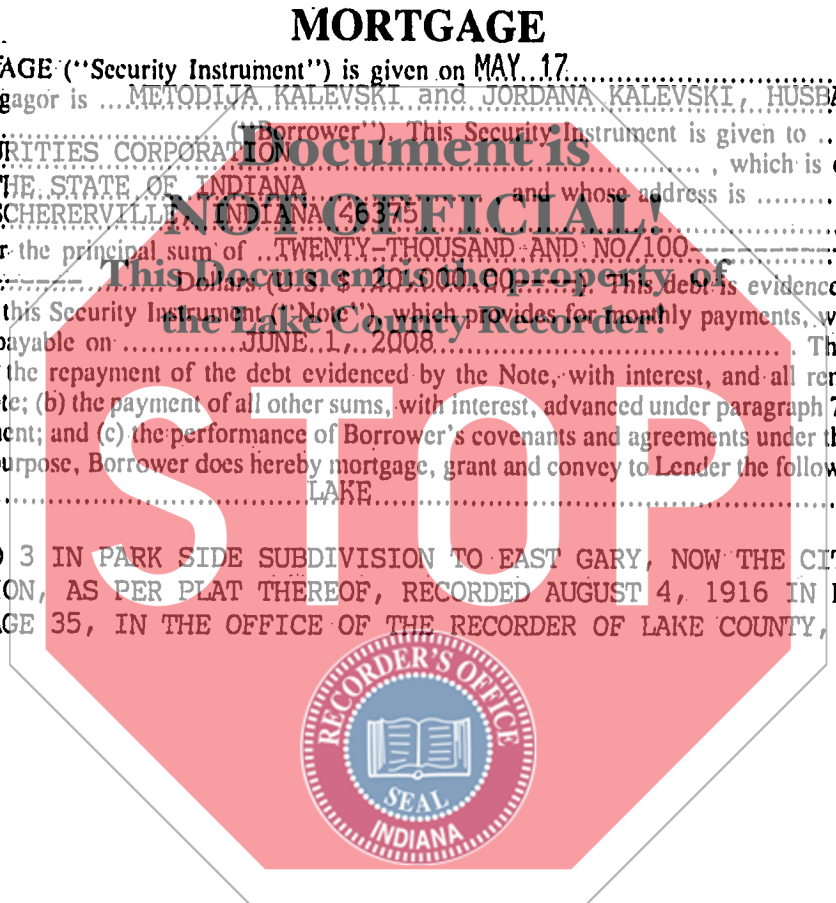 MORTGAGE
AGE (“Security Instrument”) is given on MAY 17
gagor is METODIJA KALEVSKI and JORDANA KALEVSKI, HUSBA
(“Borrower”). This Security Instrument is given to
RITIES CORPORATION , which is
Document is
THE STATE OF INDIANA and whose address is
SCHERERVILLE, INDIANA 46375
NOT OFFICIAL!
r the principal sum of TWENTY-THOUSAND AND NO/100
Dollars (U.S. $ 20,000.00 ). This debt is evidence
This Document is the property of
this Security Instrument (“Note”), which provides for monthly payments, w
the Lake County Recorder!
payable on JUNE 1, 2008 . Th
the repayment of the debt evidenced by the Note, with interest, and all ren
te; (b) the payment of all other sums, with interest, advanced under paragraph 7
ent; and (c) the performance of Borrower’s covenants and agreements under th
urpose, Borrower does hereby mortgage, grant and convey to Lender the follow
LAKE
STOP
3 IN PARK SIDE SUBDIVISION TO EAST GARY, NOW THE CIT
ON, AS PER PLAT THEREOF, RECORDED AUGUST 4, 1916 IN
GE 35, IN THE OFFICE OF THE RECORDER OF LAKE COUNTY,
RECORDER'S OFFICE
SEAL
INDIANA